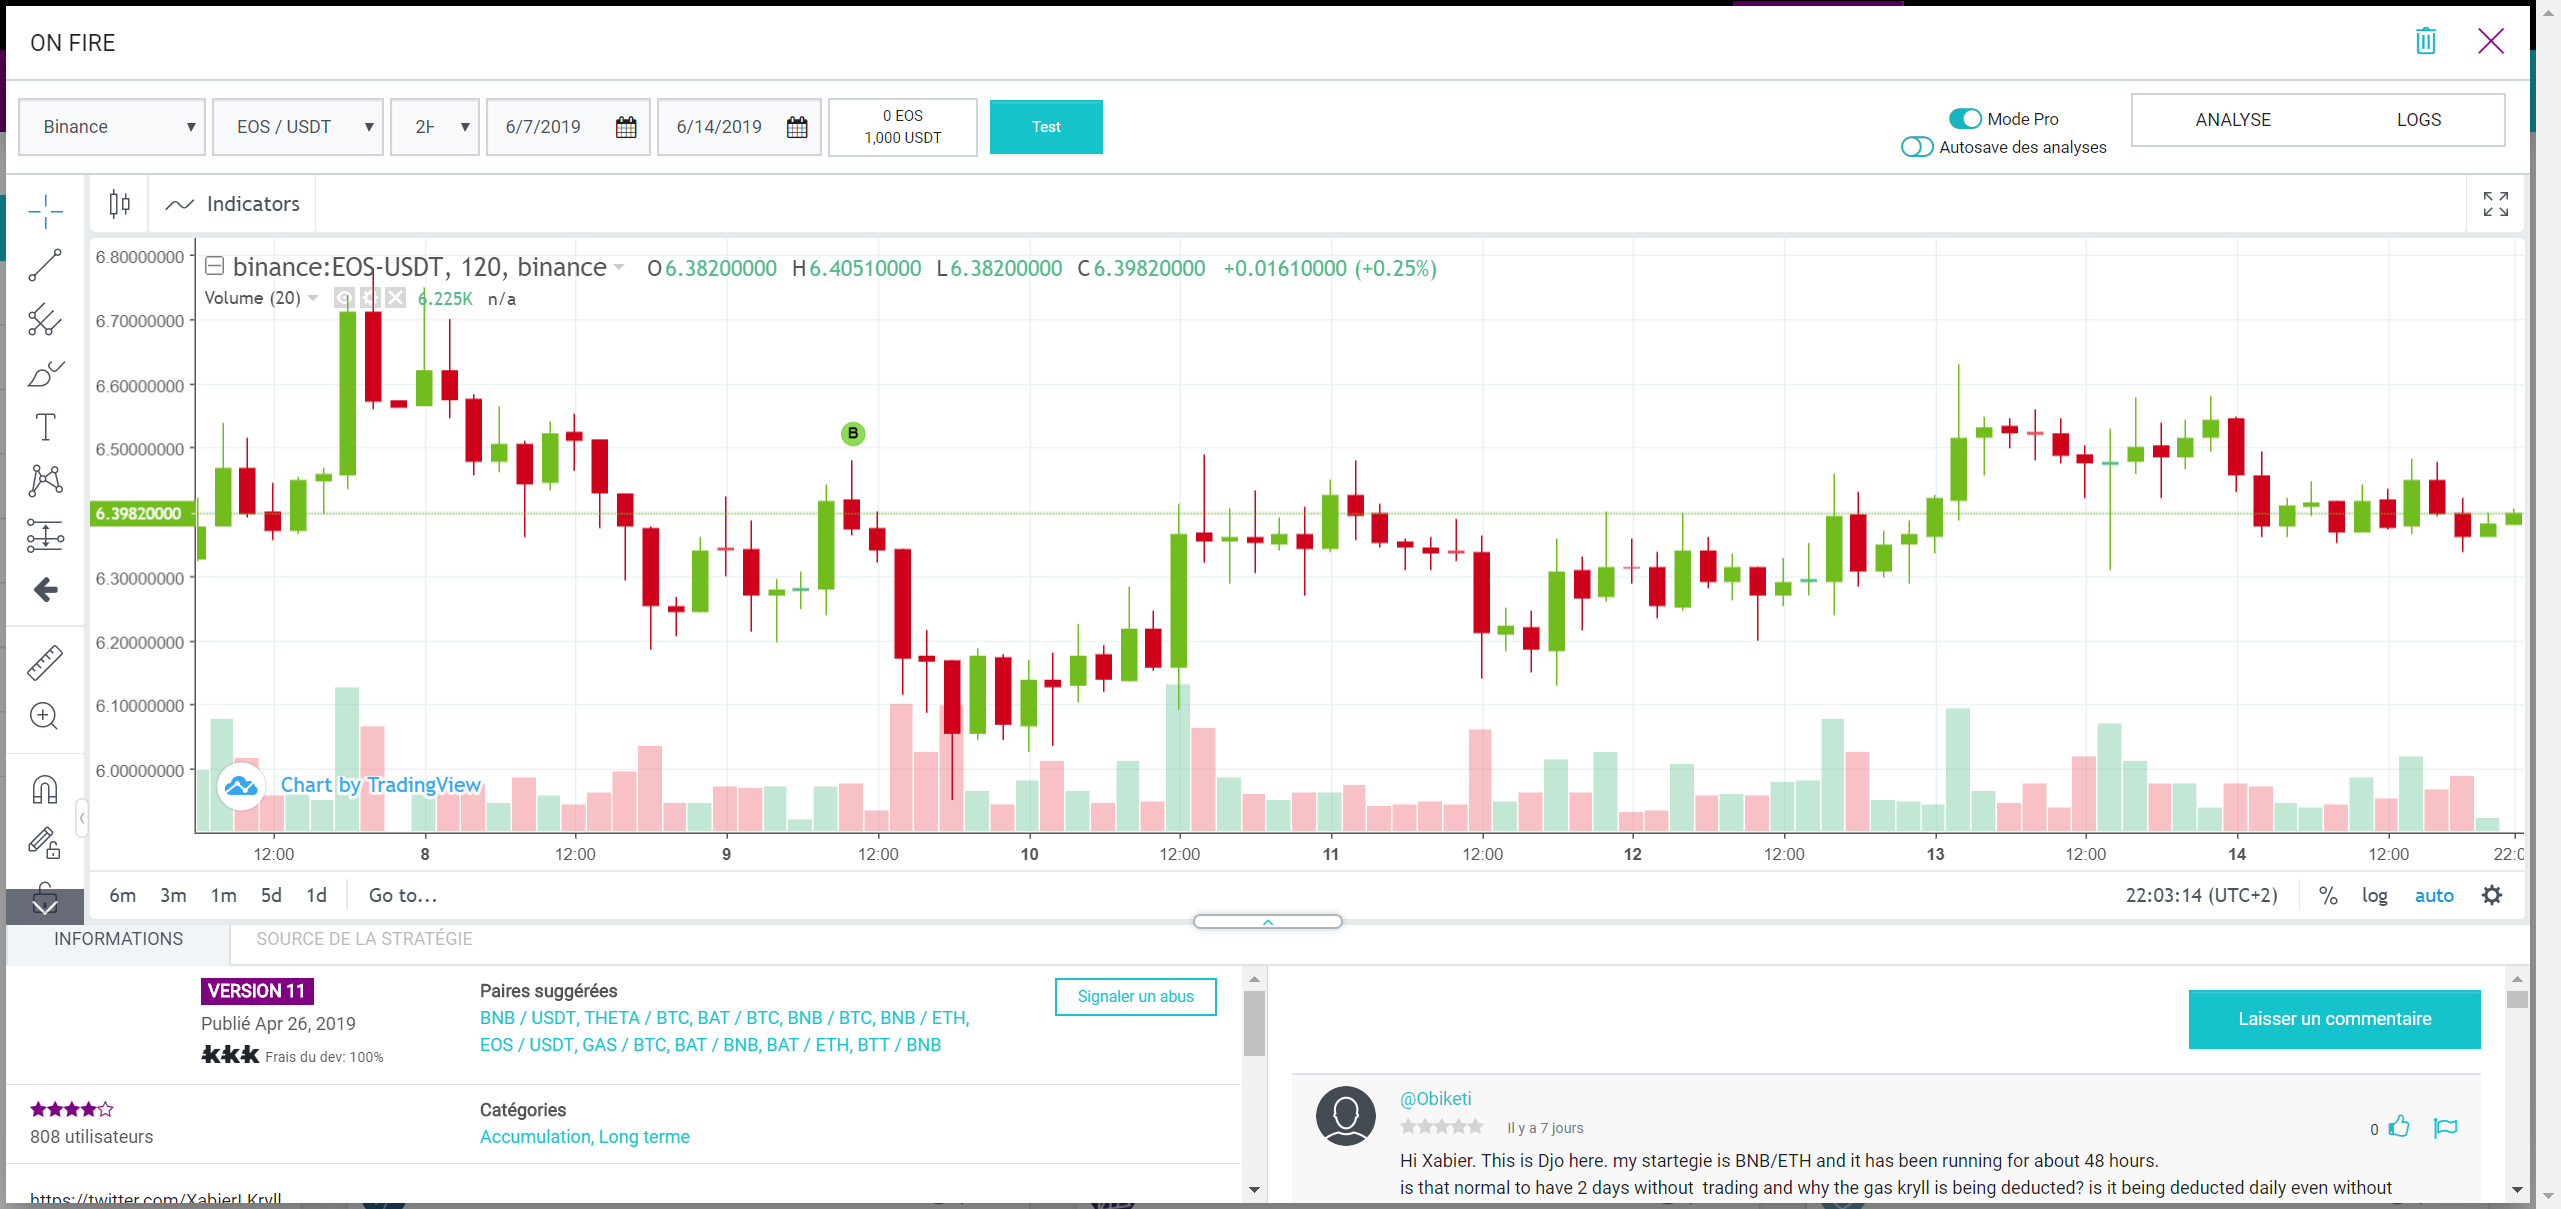 ON FIRE
Binance
EOS / USDT
6/7/2019
6/14/2019
0 EOS
1,000 USDT
Test
Mode Pro
Autosave des analyses
ANALYSE
LOGS
Indicators
binance:EOS-USDT, 120, binance
O6.38200000 H6.40510000 L6.38200000 C6.39820000 +0.01610000 (+0.25%)
Volume (20) 6.225K n/a
6.80000000
6.70000000
6.60000000
6.50000000
6.39820000
6.30000000
6.20000000
6.10000000
6.00000000
B
Chart by TradingView
12:00 8 12:00 9 12:00 10 12:00 11 12:00 12 12:00 13 12:00 14 12:00
6m 3m 1m 5d 1d Go to...
22:03:14 (UTC+2) % log auto
INFORMATIONS
SOURCE DE LA STRATÉGIE
VERSION 11
Publié Apr 26, 2019
Frais du dev: 100%
Paires suggérées
BNB / USDT, THETA / BTC, BAT / BTC, BNB / BTC, BNB / ETH,
EOS / USDT, GAS / BTC, BAT / BNB, BAT / ETH, BTT / BNB
Signaler un abus
808 utilisateurs
Catégories
Accumulation, Long terme
https://twitter.com/XabierLKryll
Laisser un commentaire
@Obiketi
Il y a 7 jours
0
Hi Xabier. This is Djo here. my startegie is BNB/ETH and it has been running for about 48 hours.
is that normal to have 2 days without trading and why the gas kryll is being deducted? is it being deducted daily even without